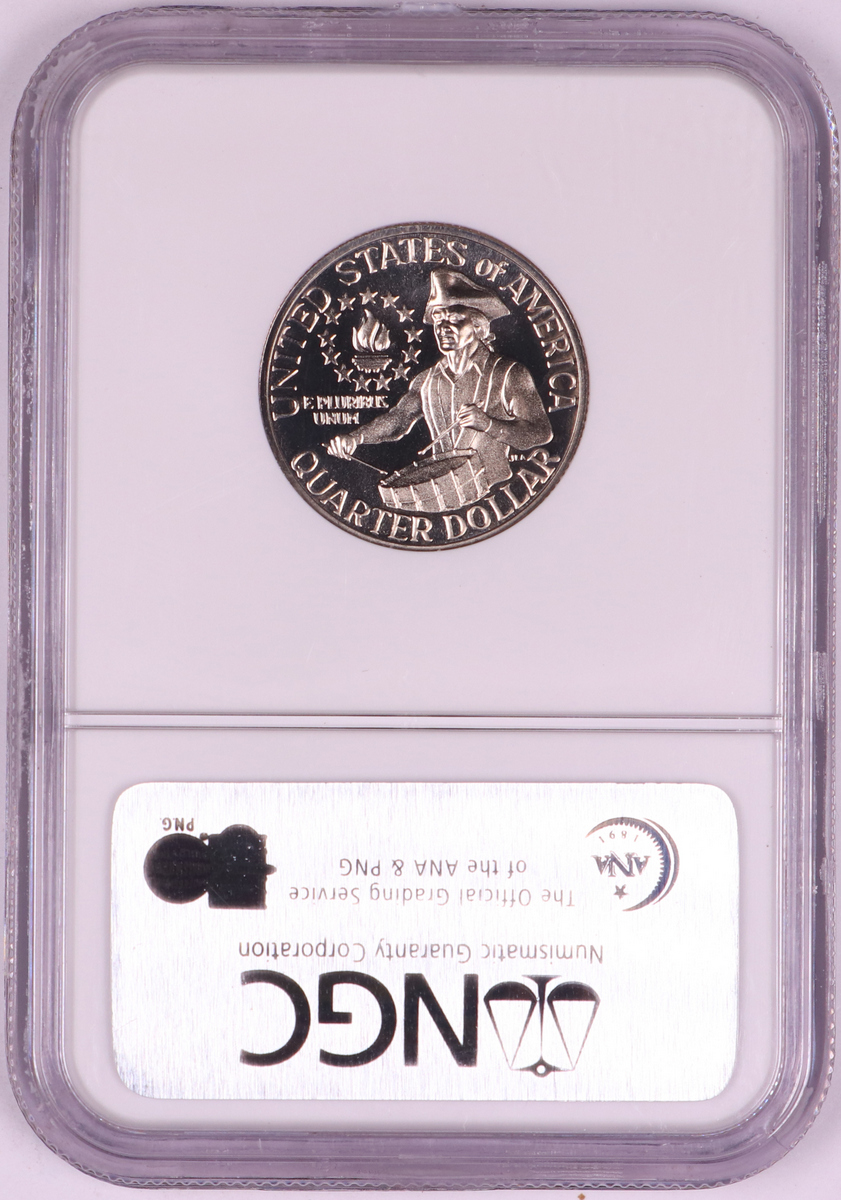 UNITED STATES of AMERICA
E PLURIBUS
UNUM
QUARTER DOLLAR
NGC
Numismatic Guaranty Corporation
The Official Grading Service
of the ANA & PNG
ANA
1891
PNG